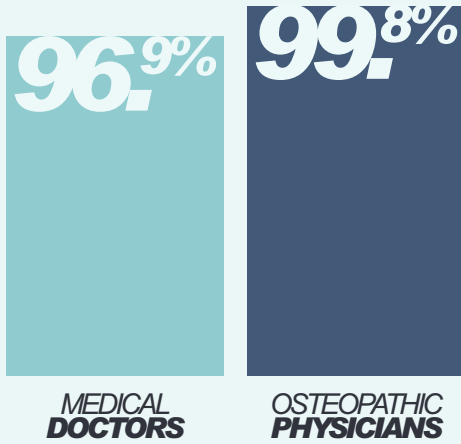 96.9%
99.8%
MEDICAL
DOCTORS
OSTEOPATHIC
PHYSICIANS